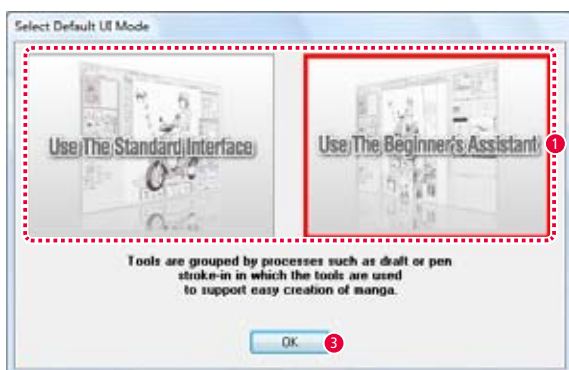 Select Default UI Mode
Use The Standard Interface
Use The Beginner's Assistant
1
Tools are grouped by processes such as draft or pen
stroke-in in which the tools are used
to support easy creation of manga.
OK
3